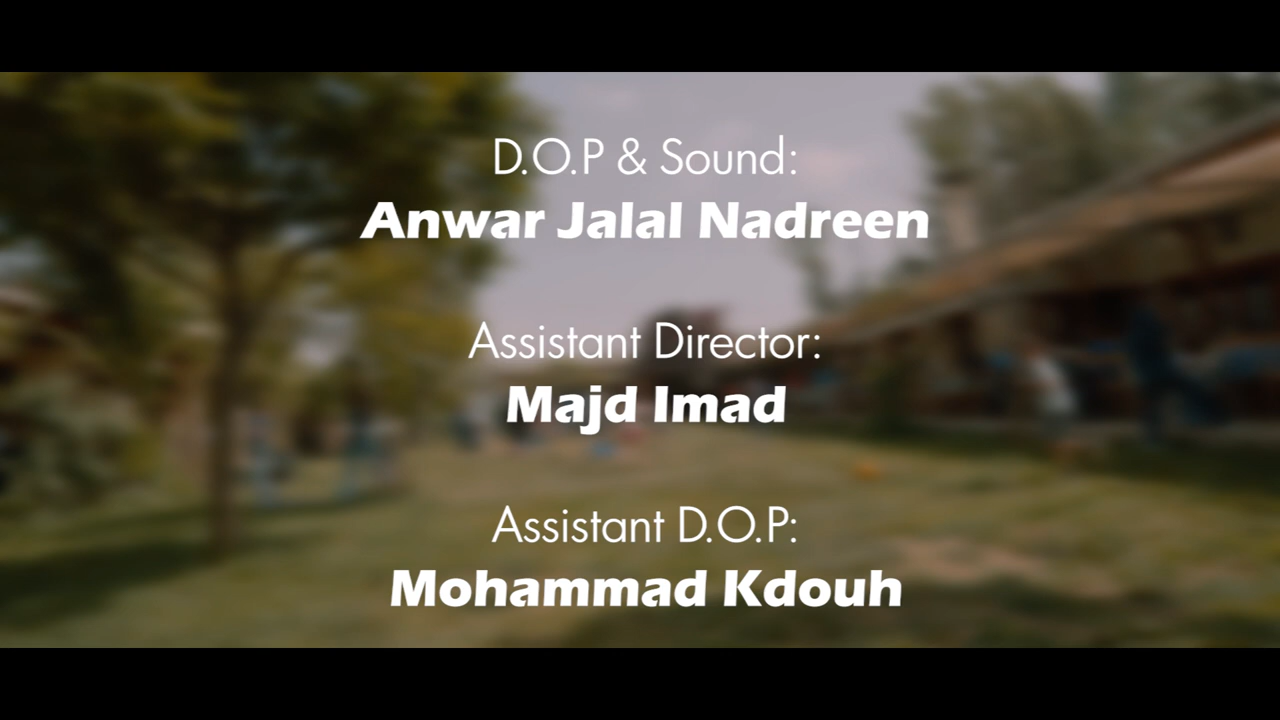 D.O.P & Sound:
Anwar Jalal Nadreen
Assistant Director:
Majd Imad
Assistant D.O.P:
Mohammad Kdouh